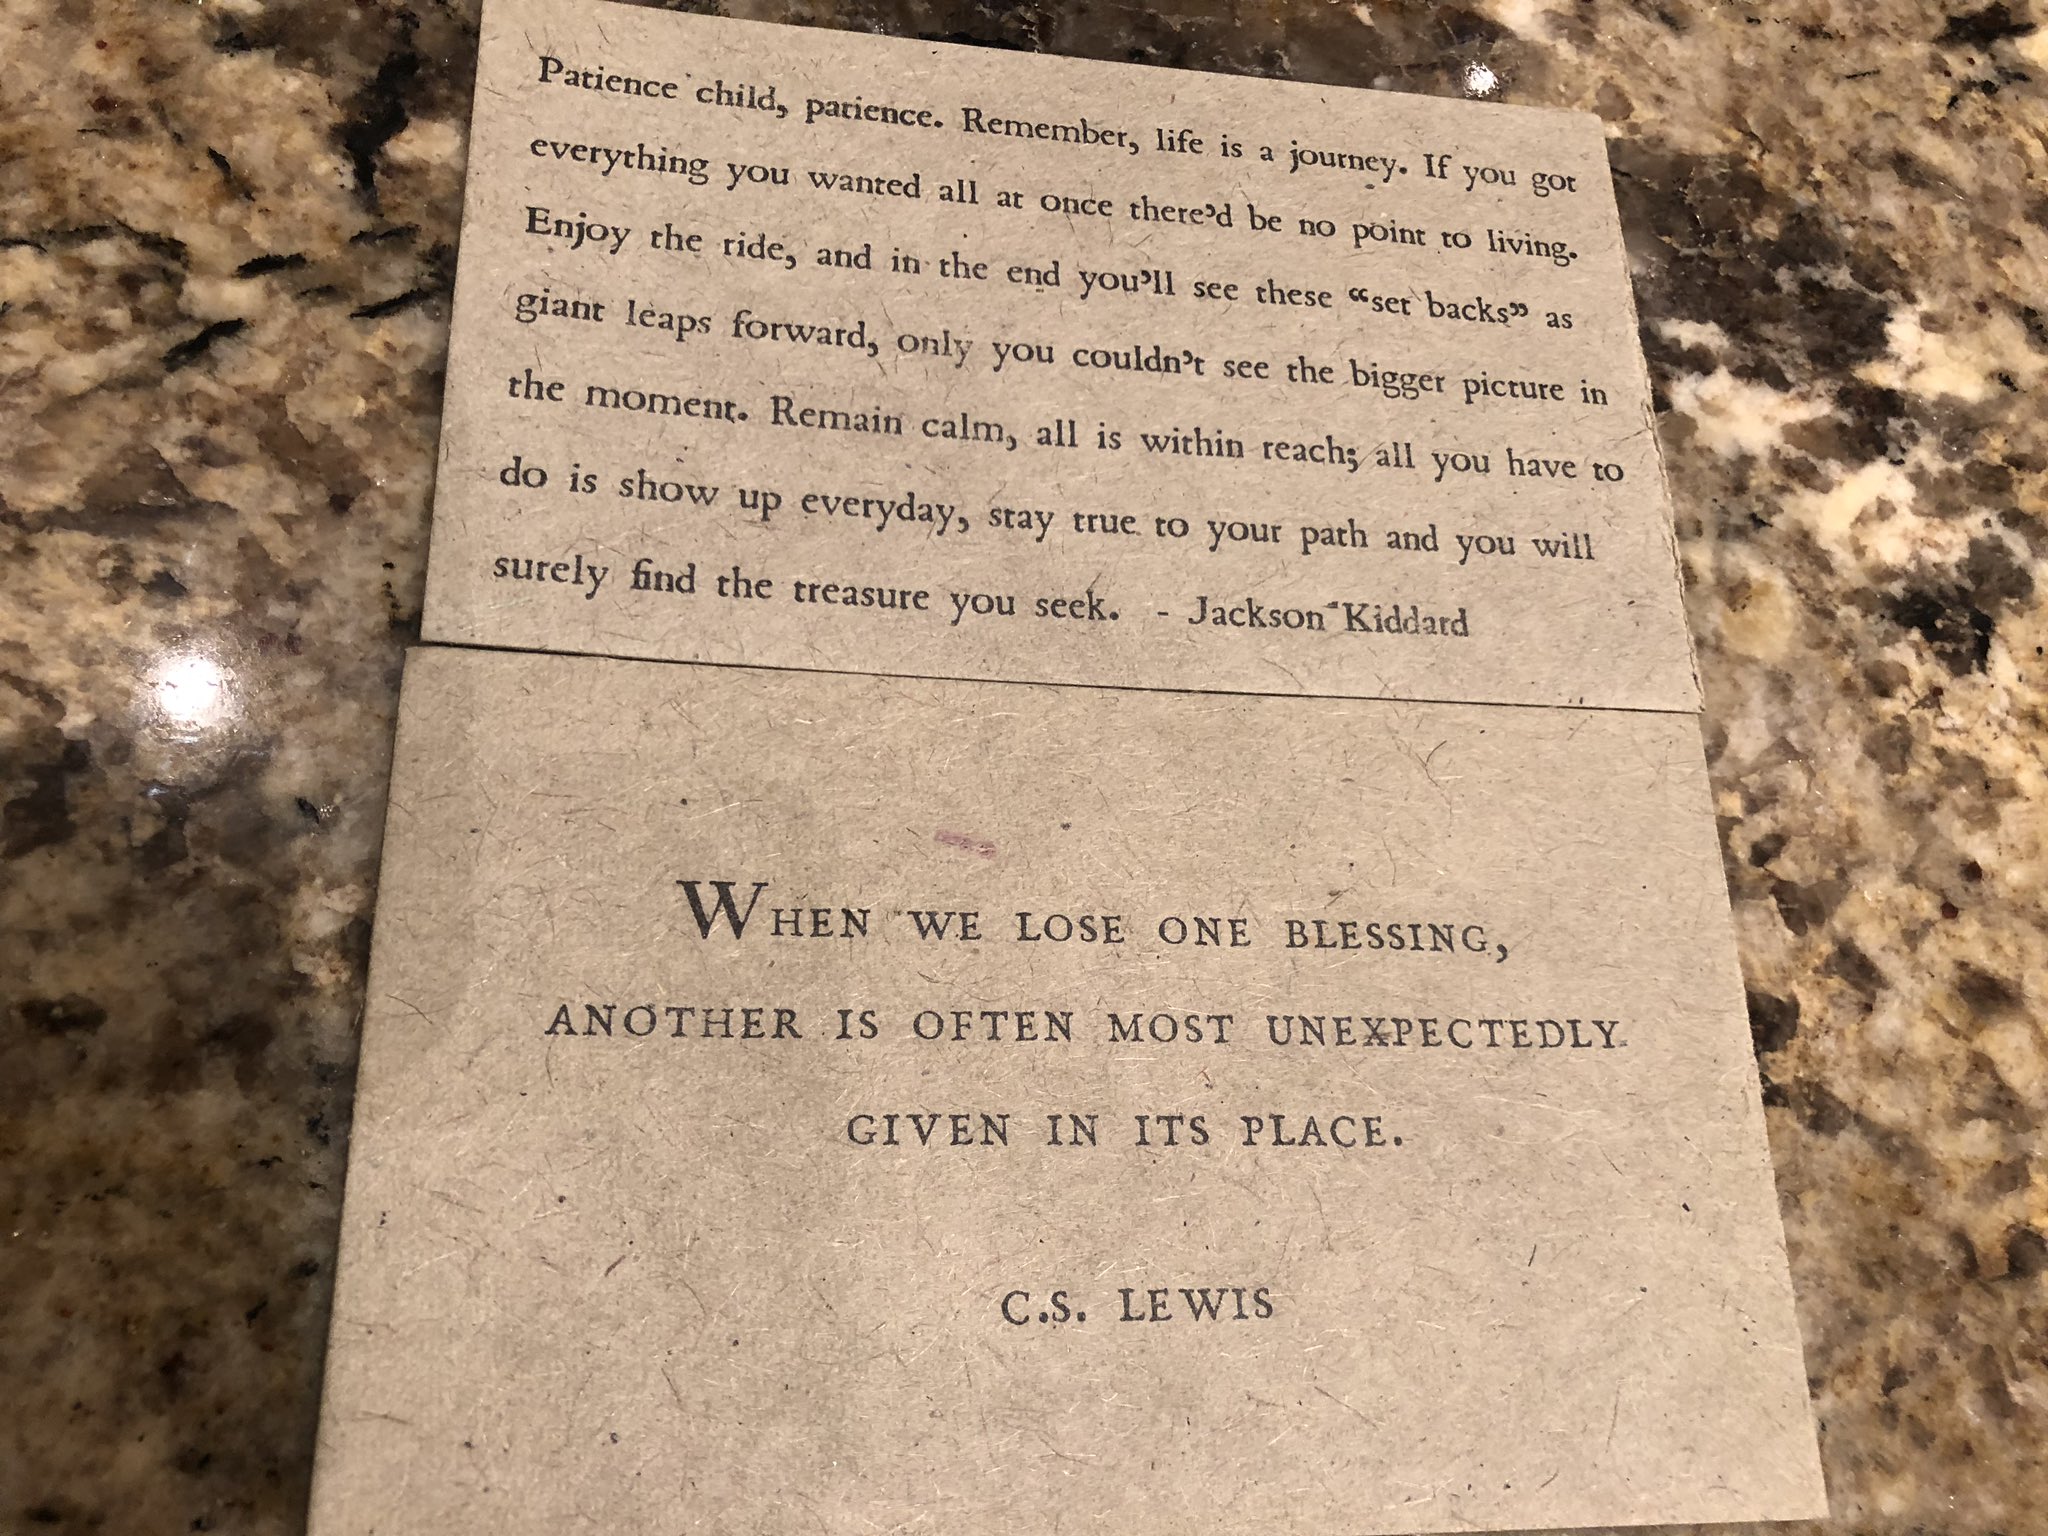 Patience child, patience. Remember, life is a journey. If you got
everything you wanted all at once there’d be no point to living.
Enjoy the ride, and in the end you’ll see these “set backs” as
giant leaps forward, only you couldn’t see the bigger picture in
the moment. Remain calm, all is within reach; all you have to
do is show up everyday, stay true to your path and you will
surely find the treasure you seek. - Jackson Kiddard
WHEN WE LOSE ONE BLESSING,
ANOTHER IS OFTEN MOST UNEXPECTEDLY
GIVEN IN ITS PLACE.
C.S. LEWIS